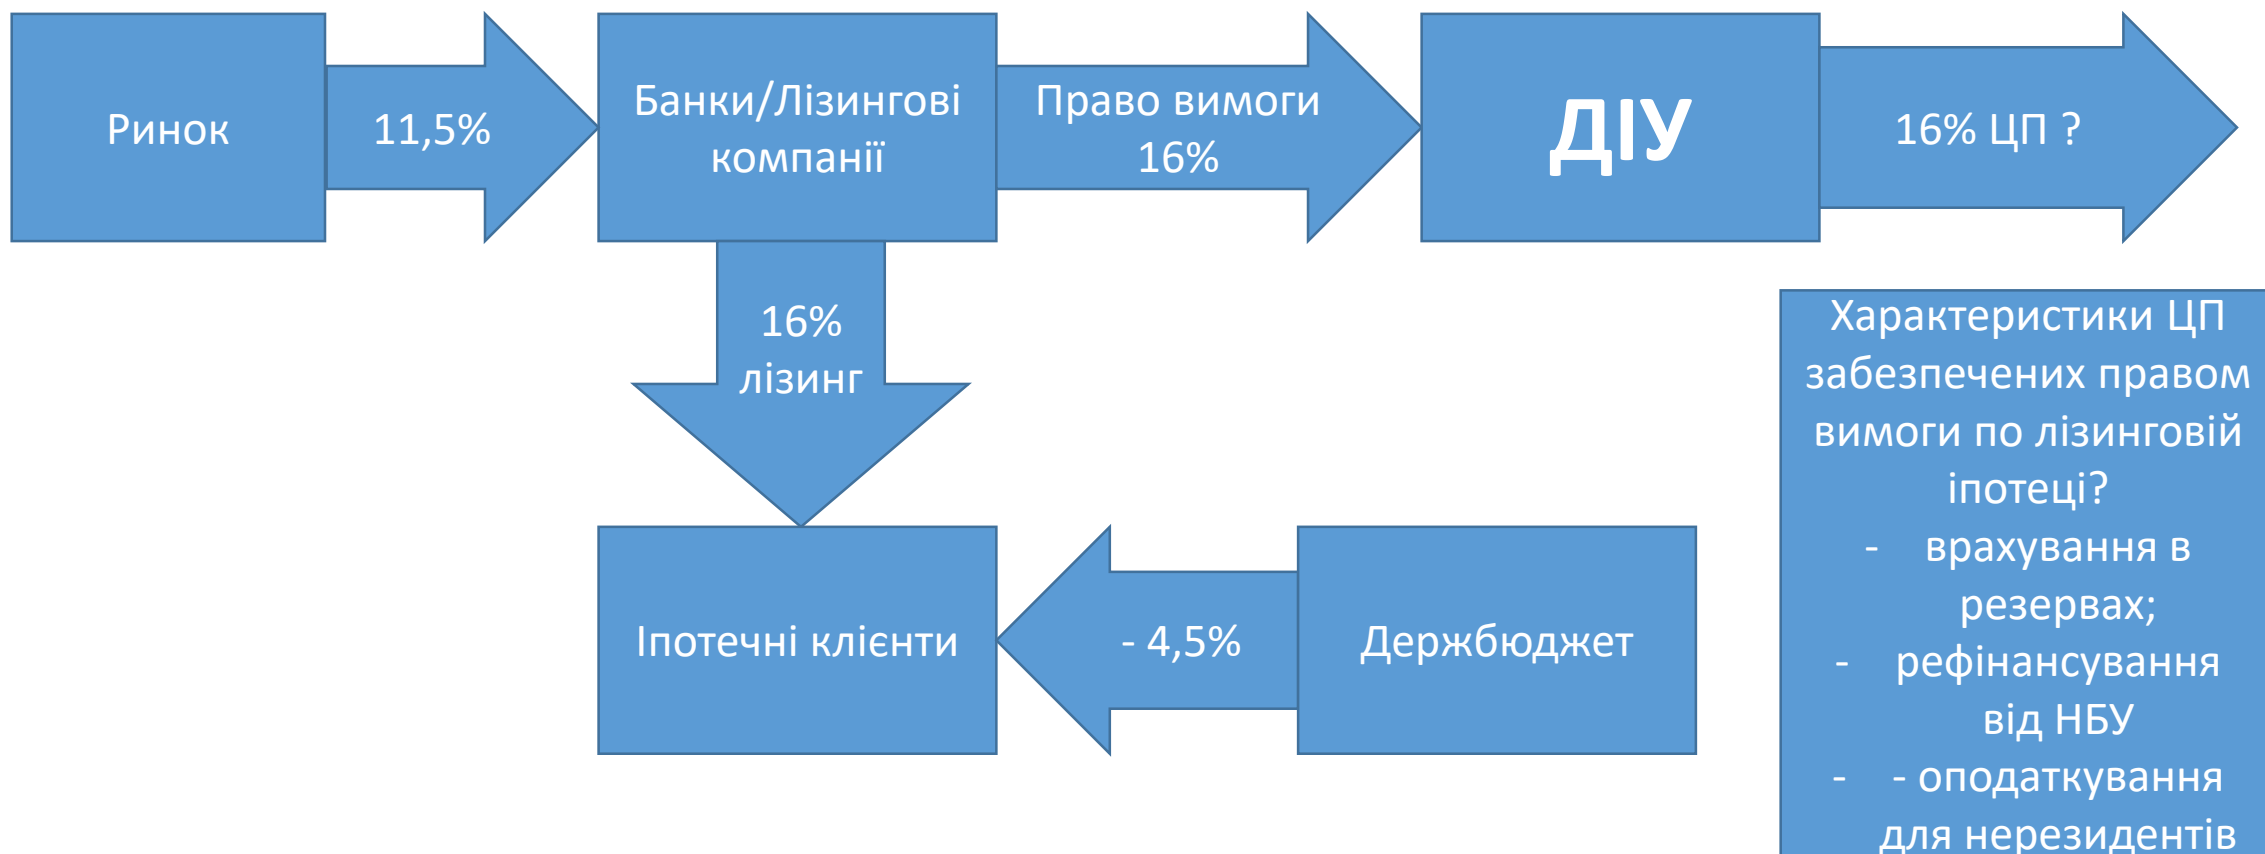 Ринок
11,5%
Банки/Лізингові
компанії
Право вимоги
16%
ДІУ
16% ЦП ?
16%
лізинг
Іпотечні клієнти
- 4,5%
Держбюджет
Характеристики ЦП
забезпечених правом
вимоги по лізинговій
іпотеці?
- врахування в
резервах;
- рефінансування
від НБУ
- - оподаткування
для нерезидентів